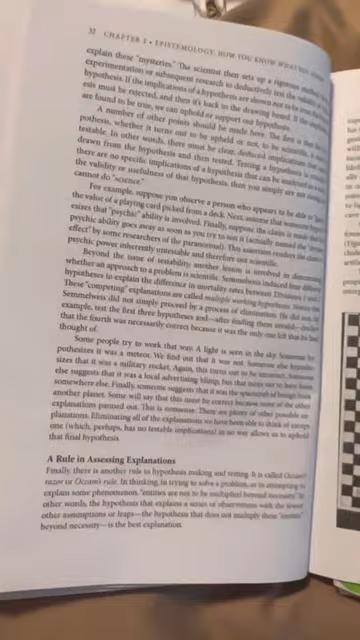 32 CHAPTER 2 • EPISTEMOLOGY: HOW YOU KNOW WHAT YOU
explain these "mysteries." The scientist then sets up a rigorous
experimentation or subsequent research to deductively test the validity of
hypothesis. If the implications of a hypothesis are shown not to be true, the
esis must be rejected, and then it's back to the drawing board. If the
are found to be true, we can uphold or support our hypothesis.
A number of other points should be made here. The first is that
pothesis, whether it turns out to be upheld or not, to be scientific, it must be
testable. In other words, there must be clear, deduced implications that can be
drawn from the hypothesis and then tested. Testing a hypothesis is
there are no specific implications of a hypothesis that can be
the validity or usefulness of that hypothesis, then you simply are not doing
cannot do "science."
For example, suppose you observe a person who appears to be able to
the value of a playing card picked from a deck. Next, assume that someone
esizes that "psychic" ability is involved. Finally, suppose the claim is made that
psychic ability goes away as soon as you try to test it (actually named the
effect" by some researchers of the paranormal). This assertion renders the claim of
psychic power inherently untestable and therefore not scientific.
Beyond the issue of testability, another lesson is involved in determining
whether an approach to a problem is scientific. Semmelweis induced four different
hypotheses to explain the difference in mortality rates between Divisions 1 and 2.
These "competing" explanations are called multiple working hypotheses. Notice that
Semmelweis did not simply proceed by a process of elimination. He did not, for
example, test the first three hypotheses and—after finding them invalid—declare
that the fourth was necessarily correct because it was the only one left that he had
thought of.
Some people try to work that way. A light is seen in the sky. Someone hy-
pothesizes it was a meteor. We find out that it was not. Someone else hypothe-
sizes that it was a military rocket. Again, this turns out to be incorrect. Someone
else suggests that it was a local advertising blimp, but that turns out to have been
somewhere else. Finally, someone suggests that it was the spacecraft of beings from
another planet. Some will say that this must be correct because none of the other
explanations panned out. This is nonsense. There are plenty of other possible ex-
planations. Eliminating all of the explanations we have been able to think of except
one (which, perhaps, has no testable implications) in no way allows us to uphold
that final hypothesis.
A Rule in Assessing Explanations
Finally, there is another rule to hypothesis making and testing. It is called Occam's
razor or Occam's rule. In thinking, in trying to solve a problem, or in attempting to
explain some phenomenon, "entities are not to be multiplied beyond necessity." In
other words, the hypothesis that explains a series of observations with the fewest
other assumptions or leaps—the hypothesis that does not multiply these "entities"
beyond necessity—is the best explanation.